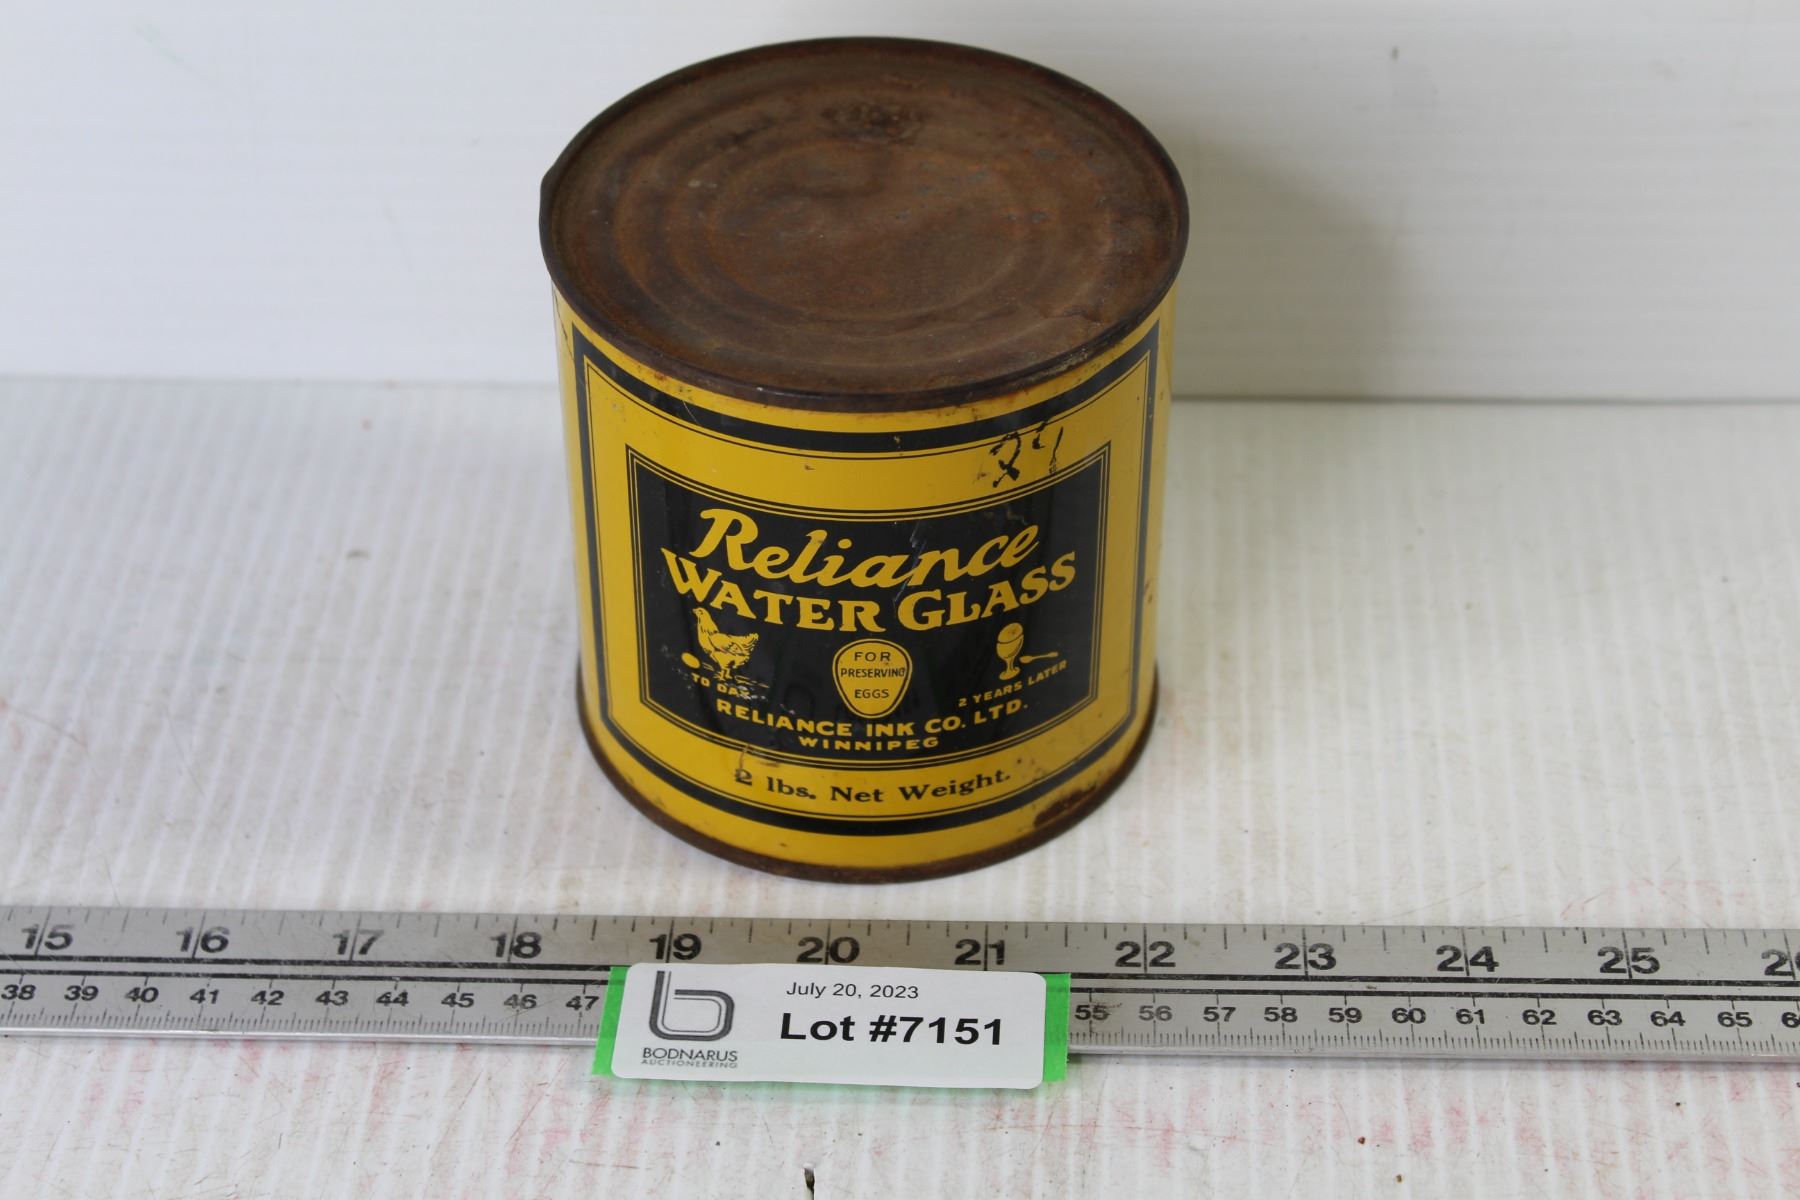 29
Reliance
WATER GLASS
FOR
PRESERVING
EGGS
TO DAY
2 YEARS LATER
RELIANCE INK CO. LTD.
WINNIPEG
2 lbs. Net Weight.
15 16 17 18 19 20 21 22 23 24 25
38 39 40 41 42 43 44 45 46 47 55 56 57 58 59 60 61 62 63 64 65
July 20, 2023
Lot #7151
BODNARUS
AUCTIONEERING